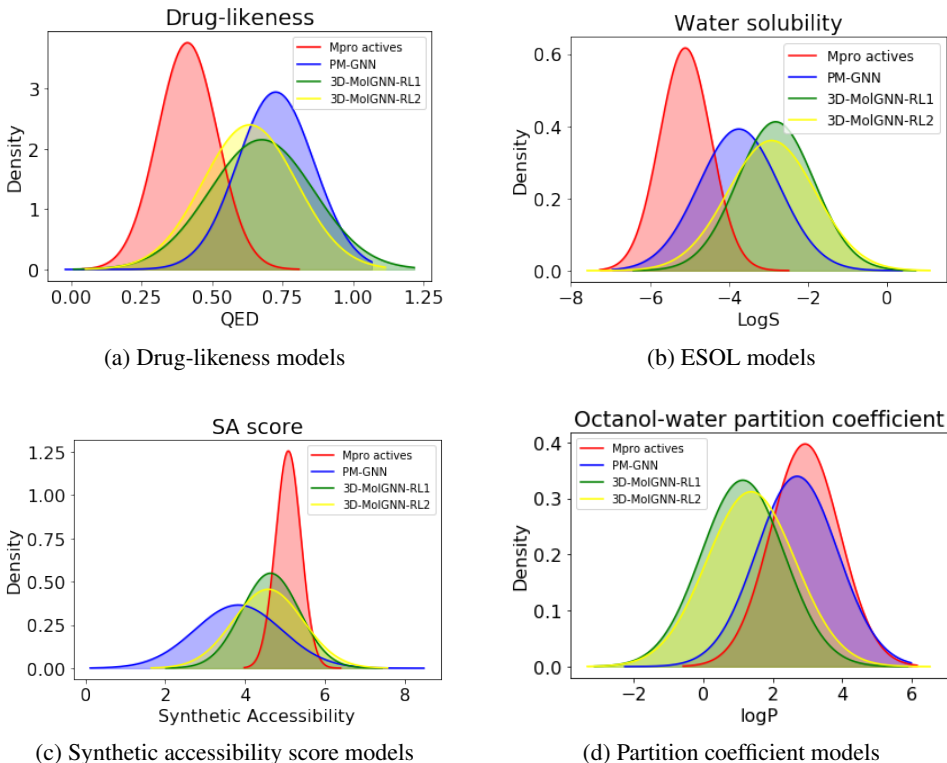 Drug-likeness
Density
3
2
1
0
0.00 0.25 0.50 0.75 1.00 1.25
QED
Mpro actives
PM-GNN
3D-MolGNN-RL1
3D-MolGNN-RL2
(a) Drug-likeness models
Water solubility
Density
0.6
0.4
0.2
0.0
−8 −6 −4 −2 0
LogS
Mpro actives
PM-GNN
3D-MolGNN-RL1
3D-MolGNN-RL2
(b) ESOL models
SA score
Density
1.25
1.00
0.75
0.50
0.25
0.00
0 2 4 6 8
Synthetic Accessibility
Mpro actives
PM-GNN
3D-MolGNN-RL1
3D-MolGNN-RL2
(c) Synthetic accessibility score models
Octanol-water partition coefficient
Density
0.4
0.3
0.2
0.1
0.0
−2 0 2 4 6
logP
Mpro actives
PM-GNN
3D-MolGNN-RL1
3D-MolGNN-RL2
(d) Partition coefficient models